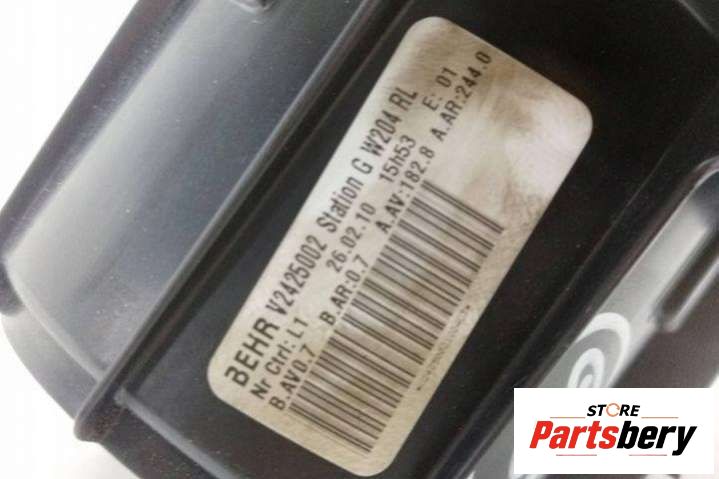 BEHR V2425002 Station G W204 RL
Nr Ctrl: L1 26.02.10 15h53 E: 01
B.AV0.7 B.AR:0.7 A.AV:182.8 A.AR:244.0
STORE
Partsbery